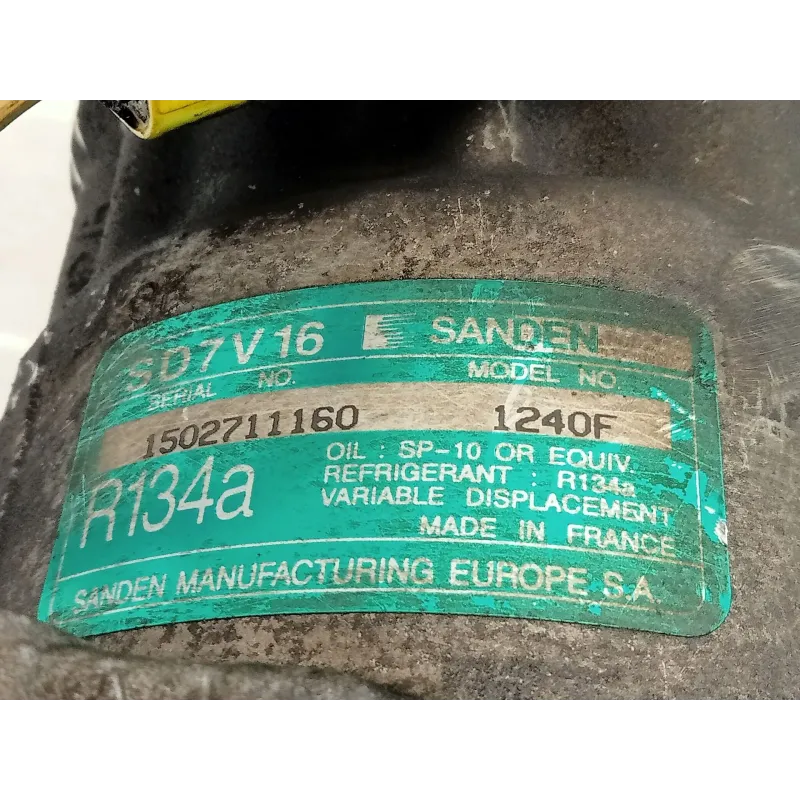 SD7V16 SANDEN
SERIAL NO. MODEL NO
1502711160 1240F
R134a
OIL : SP-10 OR EQUIV.
REFRIGERANT : R134a
VARIABLE DISPLACEMENT
MADE IN FRANCE
SANDEN MANUFACTURING EUROPE S.A.